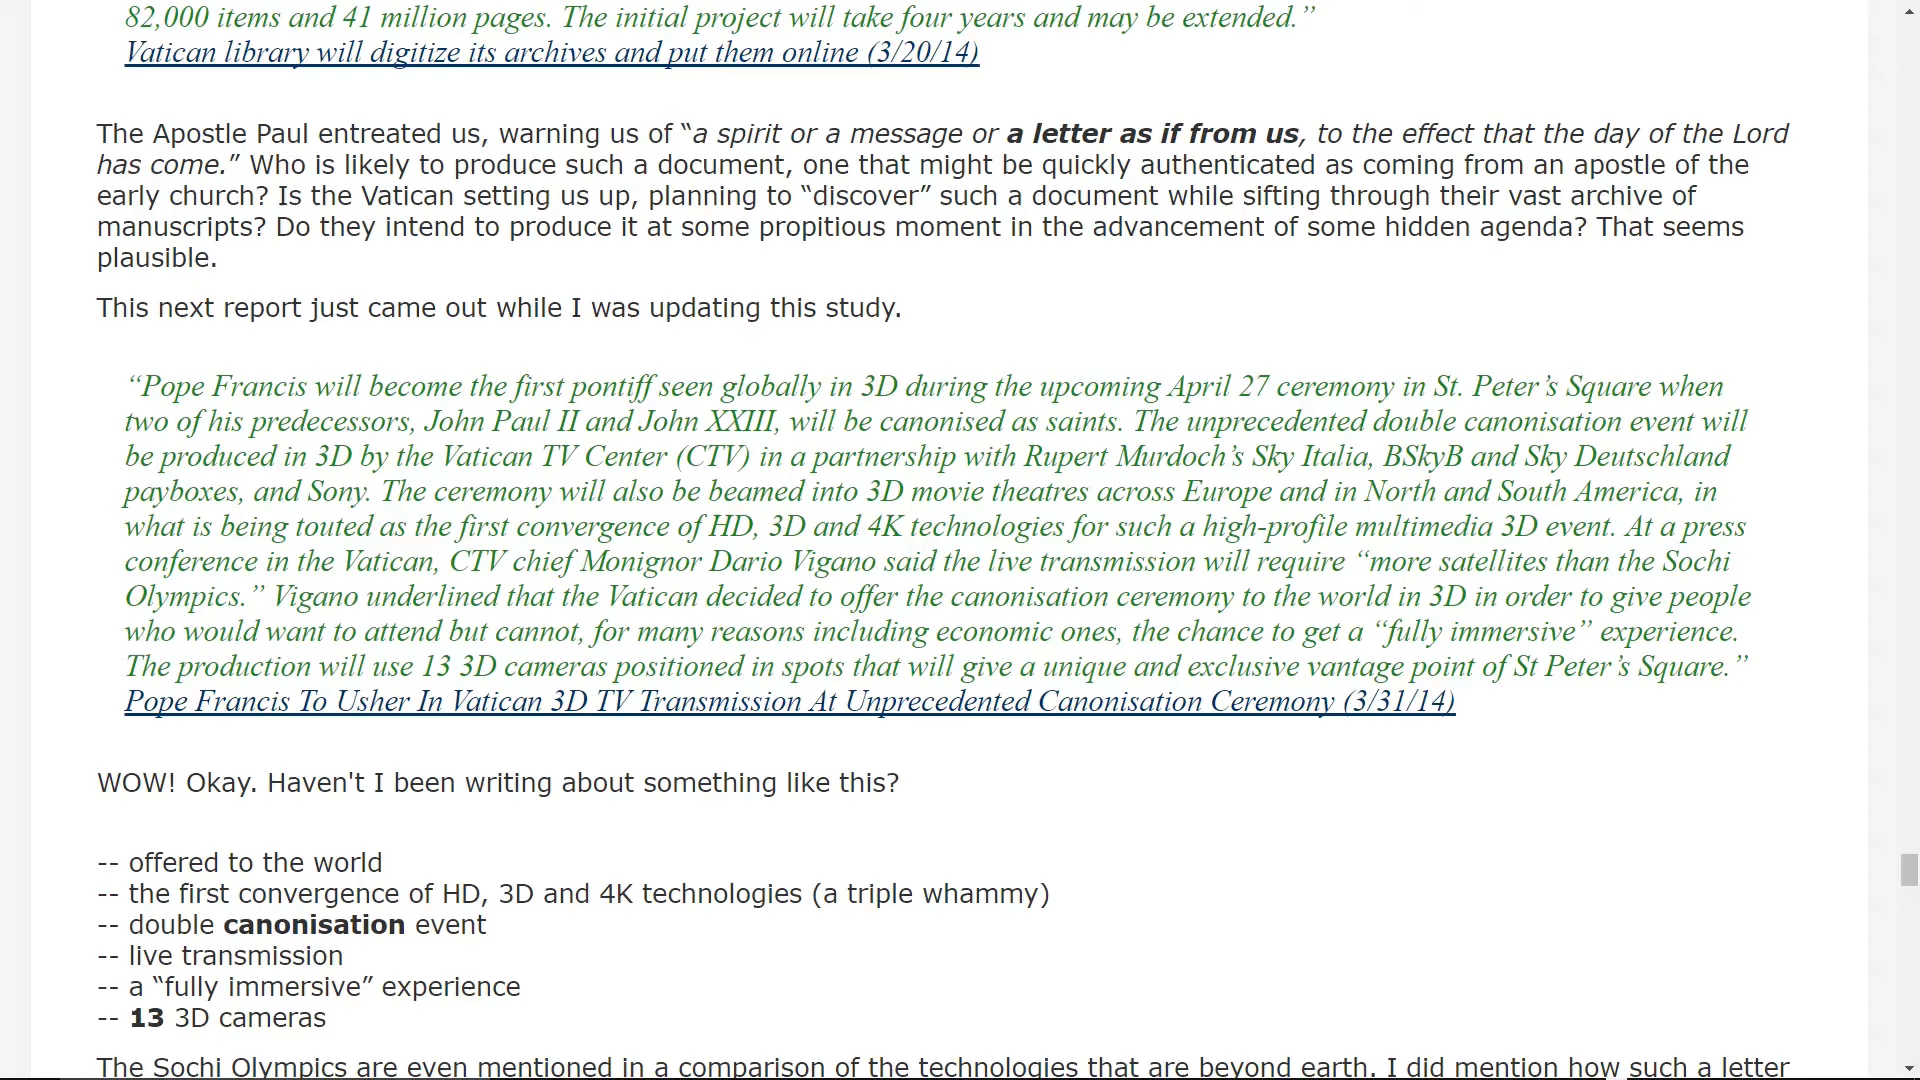 82,000 items and 41 million pages. The initial project will take four years and may be extended.”
Vatican library will digitize its archives and put them online (3/20/14)
The Apostle Paul entreated us, warning us of “a spirit or a message or a letter as if from us, to the effect that the day of the Lord
has come.” Who is likely to produce such a document, one that might be quickly authenticated as coming from an apostle of the
early church? Is the Vatican setting us up, planning to “discover” such a document while sifting through their vast archive of
manuscripts? Do they intend to produce it at some propitious moment in the advancement of some hidden agenda? That seems
plausible.
This next report just came out while I was updating this study.
“Pope Francis will become the first pontiff seen globally in 3D during the upcoming April 27 ceremony in St. Peter’s Square when
two of his predecessors, John Paul II and John XXIII, will be canonised as saints. The unprecedented double canonisation event will
be produced in 3D by the Vatican TV Center (CTV) in a partnership with Rupert Murdoch’s Sky Italia, BSkyB and Sky Deutschland
payboxes, and Sony. The ceremony will also be beamed into 3D movie theatres across Europe and in North and South America, in
what is being touted as the first convergence of HD, 3D and 4K technologies for such a high-profile multimedia 3D event. At a press
conference in the Vatican, CTV chief Monignor Dario Vigano said the live transmission will require “more satellites than the Sochi
Olympics.” Vigano underlined that the Vatican decided to offer the canonisation ceremony to the world in 3D in order to give people
who would want to attend but cannot, for many reasons including economic ones, the chance to get a “fully immersive” experience.
The production will use 13 3D cameras positioned in spots that will give a unique and exclusive vantage point of St Peter’s Square.”
Pope Francis To Usher In Vatican 3D TV Transmission At Unprecedented Canonisation Ceremony (3/31/14)
WOW! Okay. Haven't I been writing about something like this?
-- offered to the world
-- the first convergence of HD, 3D and 4K technologies (a triple whammy)
-- double canonisation event
-- live transmission
-- a “fully immersive” experience
-- 13 3D cameras
The Sochi Olympics are even mentioned in a comparison of the technologies that are beyond earth. I did mention how such a letter